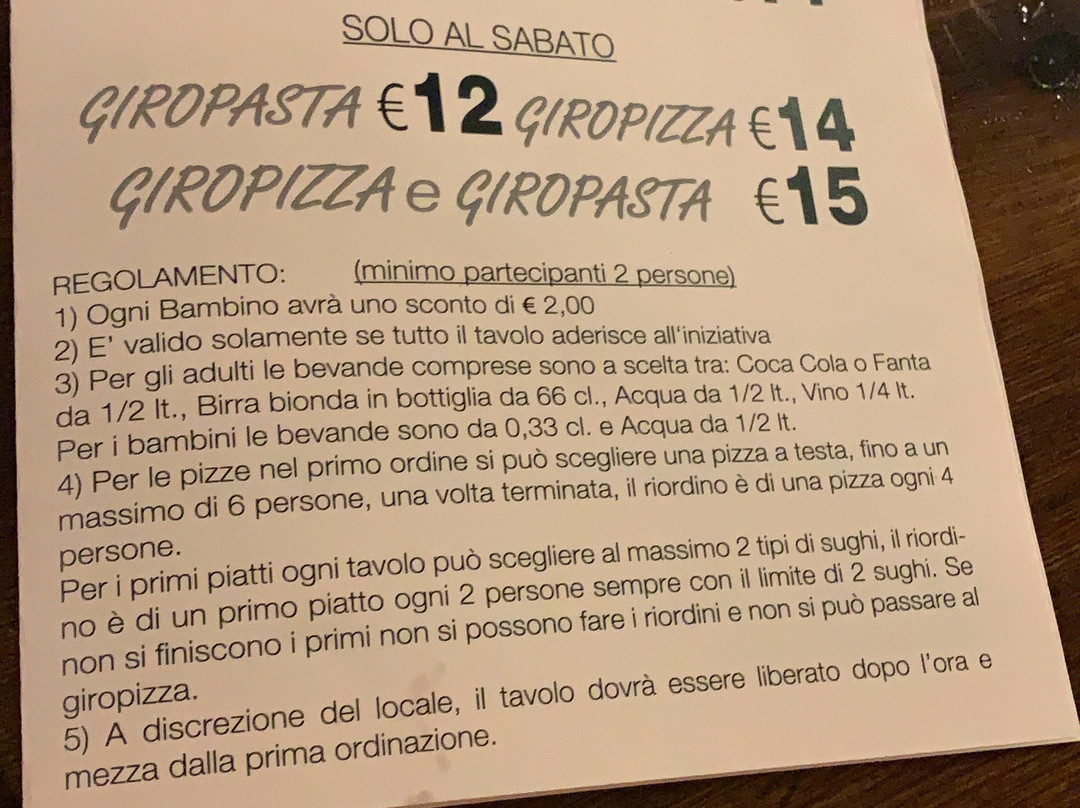 SOLO AL SABATO
GIROPASTA €12 GIROPIZZA €14
GIROPIZZA e GIROPASTA €15
REGOLAMENTO: (minimo partecipanti 2 persone)
1) Ogni Bambino avrà uno sconto di € 2,00
2) E' valido solamente se tutto il tavolo aderisce all'iniziativa
3) Per gli adulti le bevande comprese sono a scelta tra: Coca Cola o Fanta
da 1/2 lt., Birra bionda in bottiglia da 66 cl., Acqua da 1/2 lt., Vino 1/4 lt.
Per i bambini le bevande sono da 0,33 cl. e Acqua da 1/2 lt.
4) Per le pizze nel primo ordine si può scegliere una pizza a testa, fino a un
massimo di 6 persone, una volta terminata, il riordino è di una pizza ogni 4
persone.
Per i primi piatti ogni tavolo può scegliere al massimo 2 tipi di sughi, il riordi-
no è di un primo piatto ogni 2 persone sempre con il limite di 2 sughi. Se
non si finiscono i primi non si possono fare i riordini e non si può passare al
giropizza.
5) A discrezione del locale, il tavolo dovrà essere liberato dopo l'ora e
mezza dalla prima ordinazione.